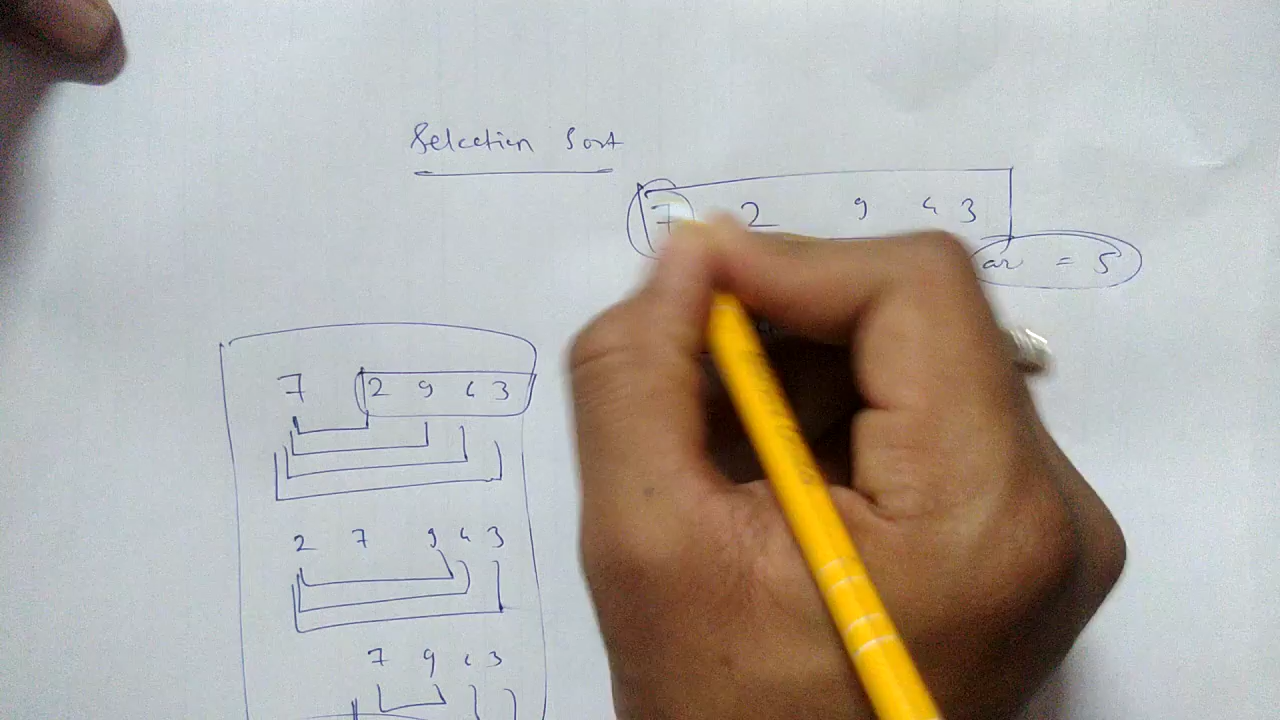 Selection Sort
7 2 9 4 3
ar = 5
7 2 9 4 3
2 7 9 4 3
7 9 4 3